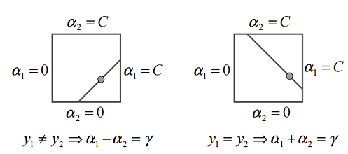 α₂ = C α₂ = C
α₁ = 0 α₁ = C α₁ = 0 α₁ = C
α₂ = 0 α₂ = 0
y₁ ≠ y₂ ⇒ α₁ − α₂ = γ y₁ = y₂ ⇒ α₁ + α₂ = γ